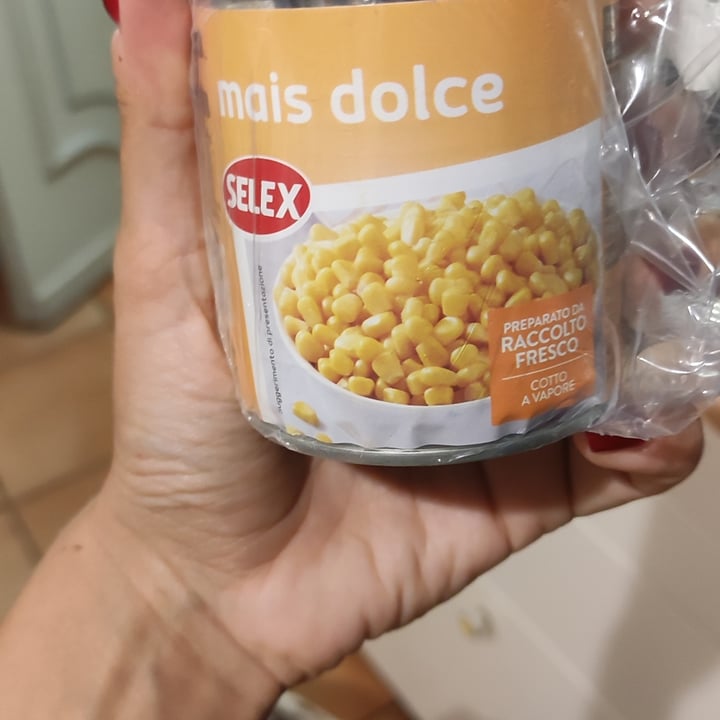 mais dolce
SELEX
suggerimento di presentazione
PREPARATO DA
RACCOLTO
FRESCO
COTTO
A VAPORE